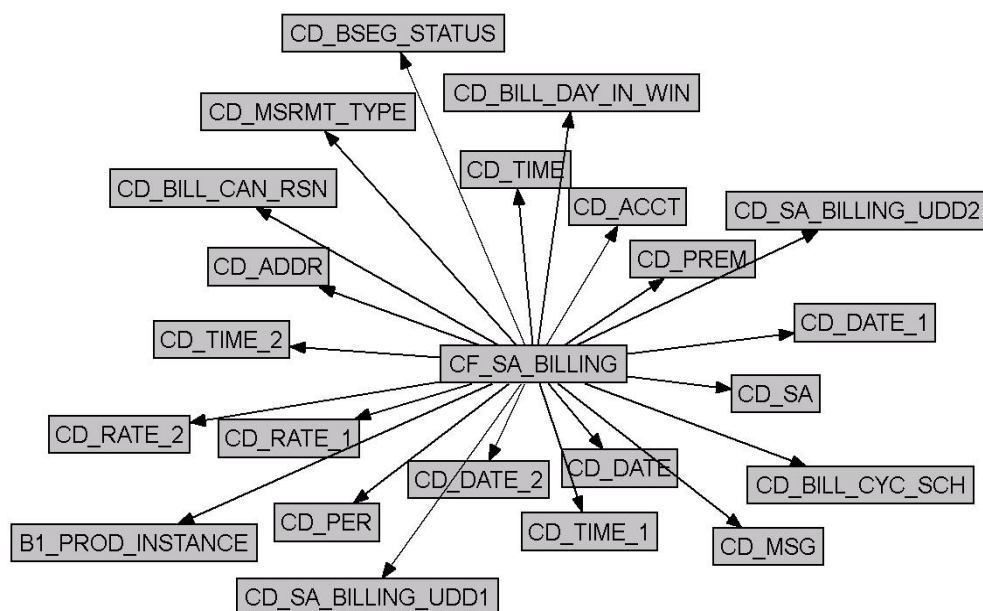 CD_BSEG_STATUS
CD_BILL_DAY_IN_WIN
CD_MSRMT_TYPE
CD_TIME
CD_BILL_CAN_RSN
CD_ACCT
CD_SA_BILLING_UDD2
CD_ADDR
CD_PREM
CD_DATE_1
CD_TIME_2
CF_SA_BILLING
CD_SA
CD_RATE_2
CD_RATE_1
CD_DATE_2
CD_DATE
CD_BILL_CYC_SCH
CD_PER
CD_TIME_1
B1_PROD_INSTANCE
CD_MSG
CD_SA_BILLING_UDD1